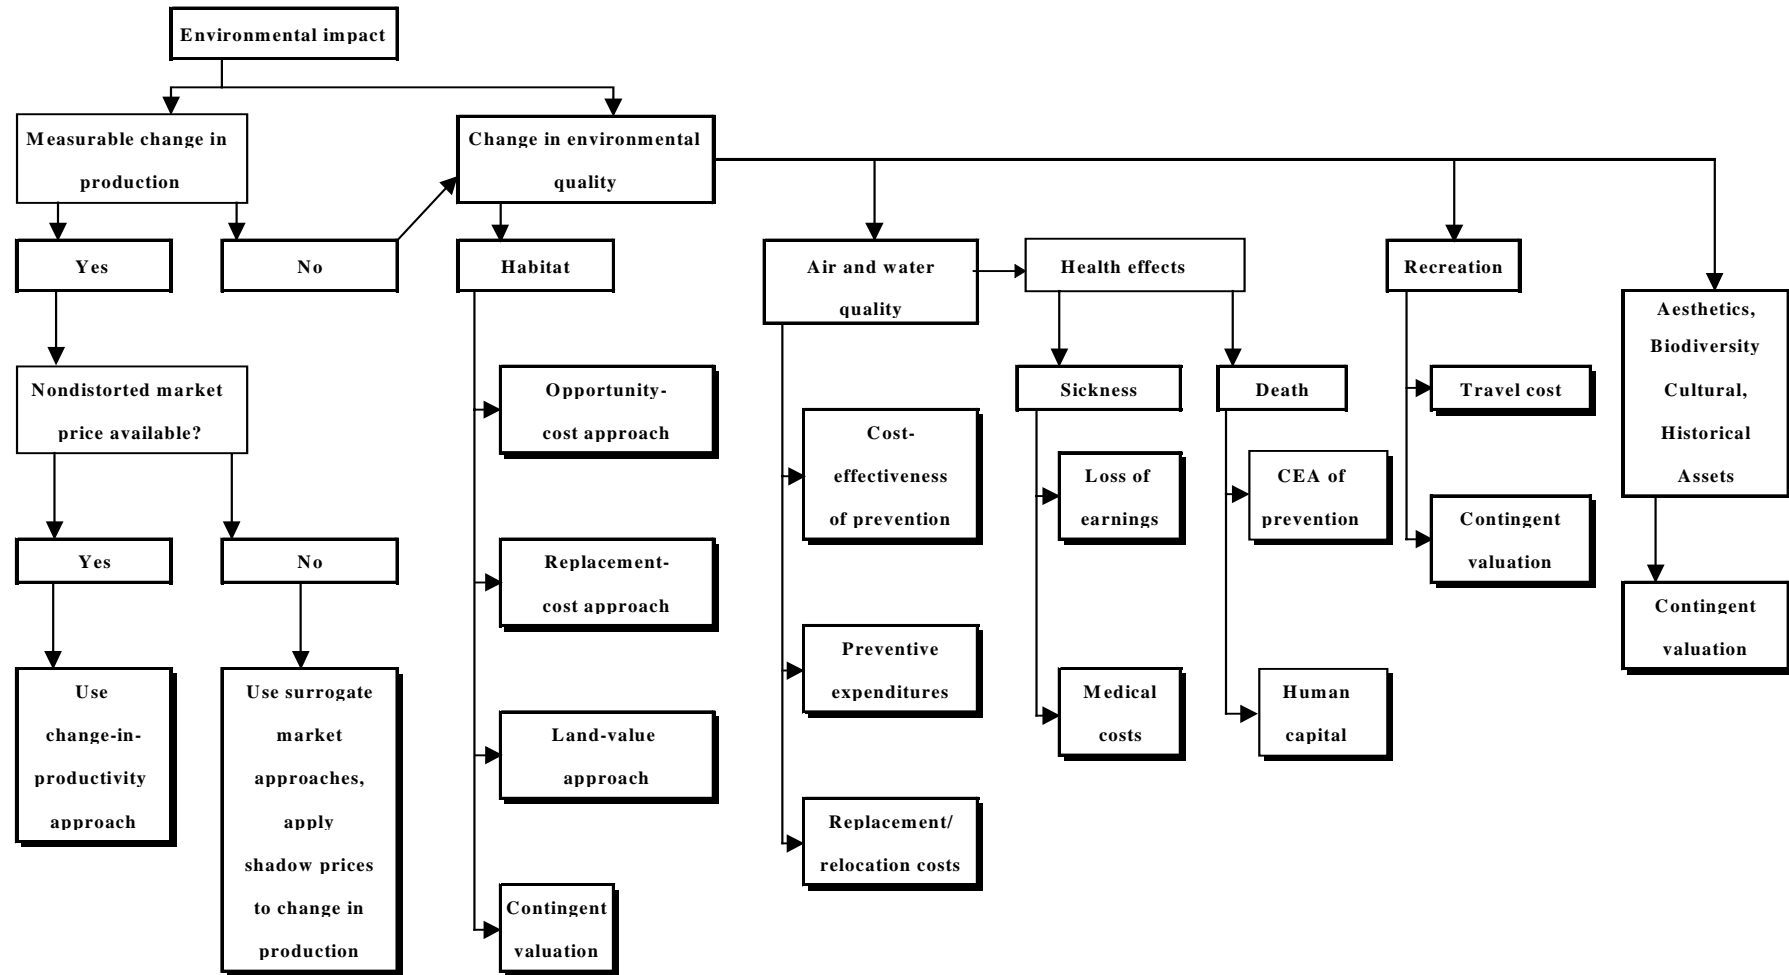 Environmental impact
Measurable change in
production
Change in environmental
quality
Yes
No
Habitat
Air and water
quality
Health effects
Recreation
Aesthetics,
Biodiversity
Cultural,
Historical
Assets
Nondistorted market
price available?
Opportunity-
cost approach
Sickness
Death
Travel cost
Cost-
effectiveness
of prevention
Loss of
earnings
CEA of
prevention
Contingent
valuation
Yes
No
Replacement-
cost approach
Contingent
valuation
Use
change-in-
productivity
approach
Use surrogate
market
approaches,
apply
shadow prices
to change in
production
Land-value
approach
Preventive
expenditures
Medical
costs
Human
capital
Replacement/
relocation costs
Contingent
valuation